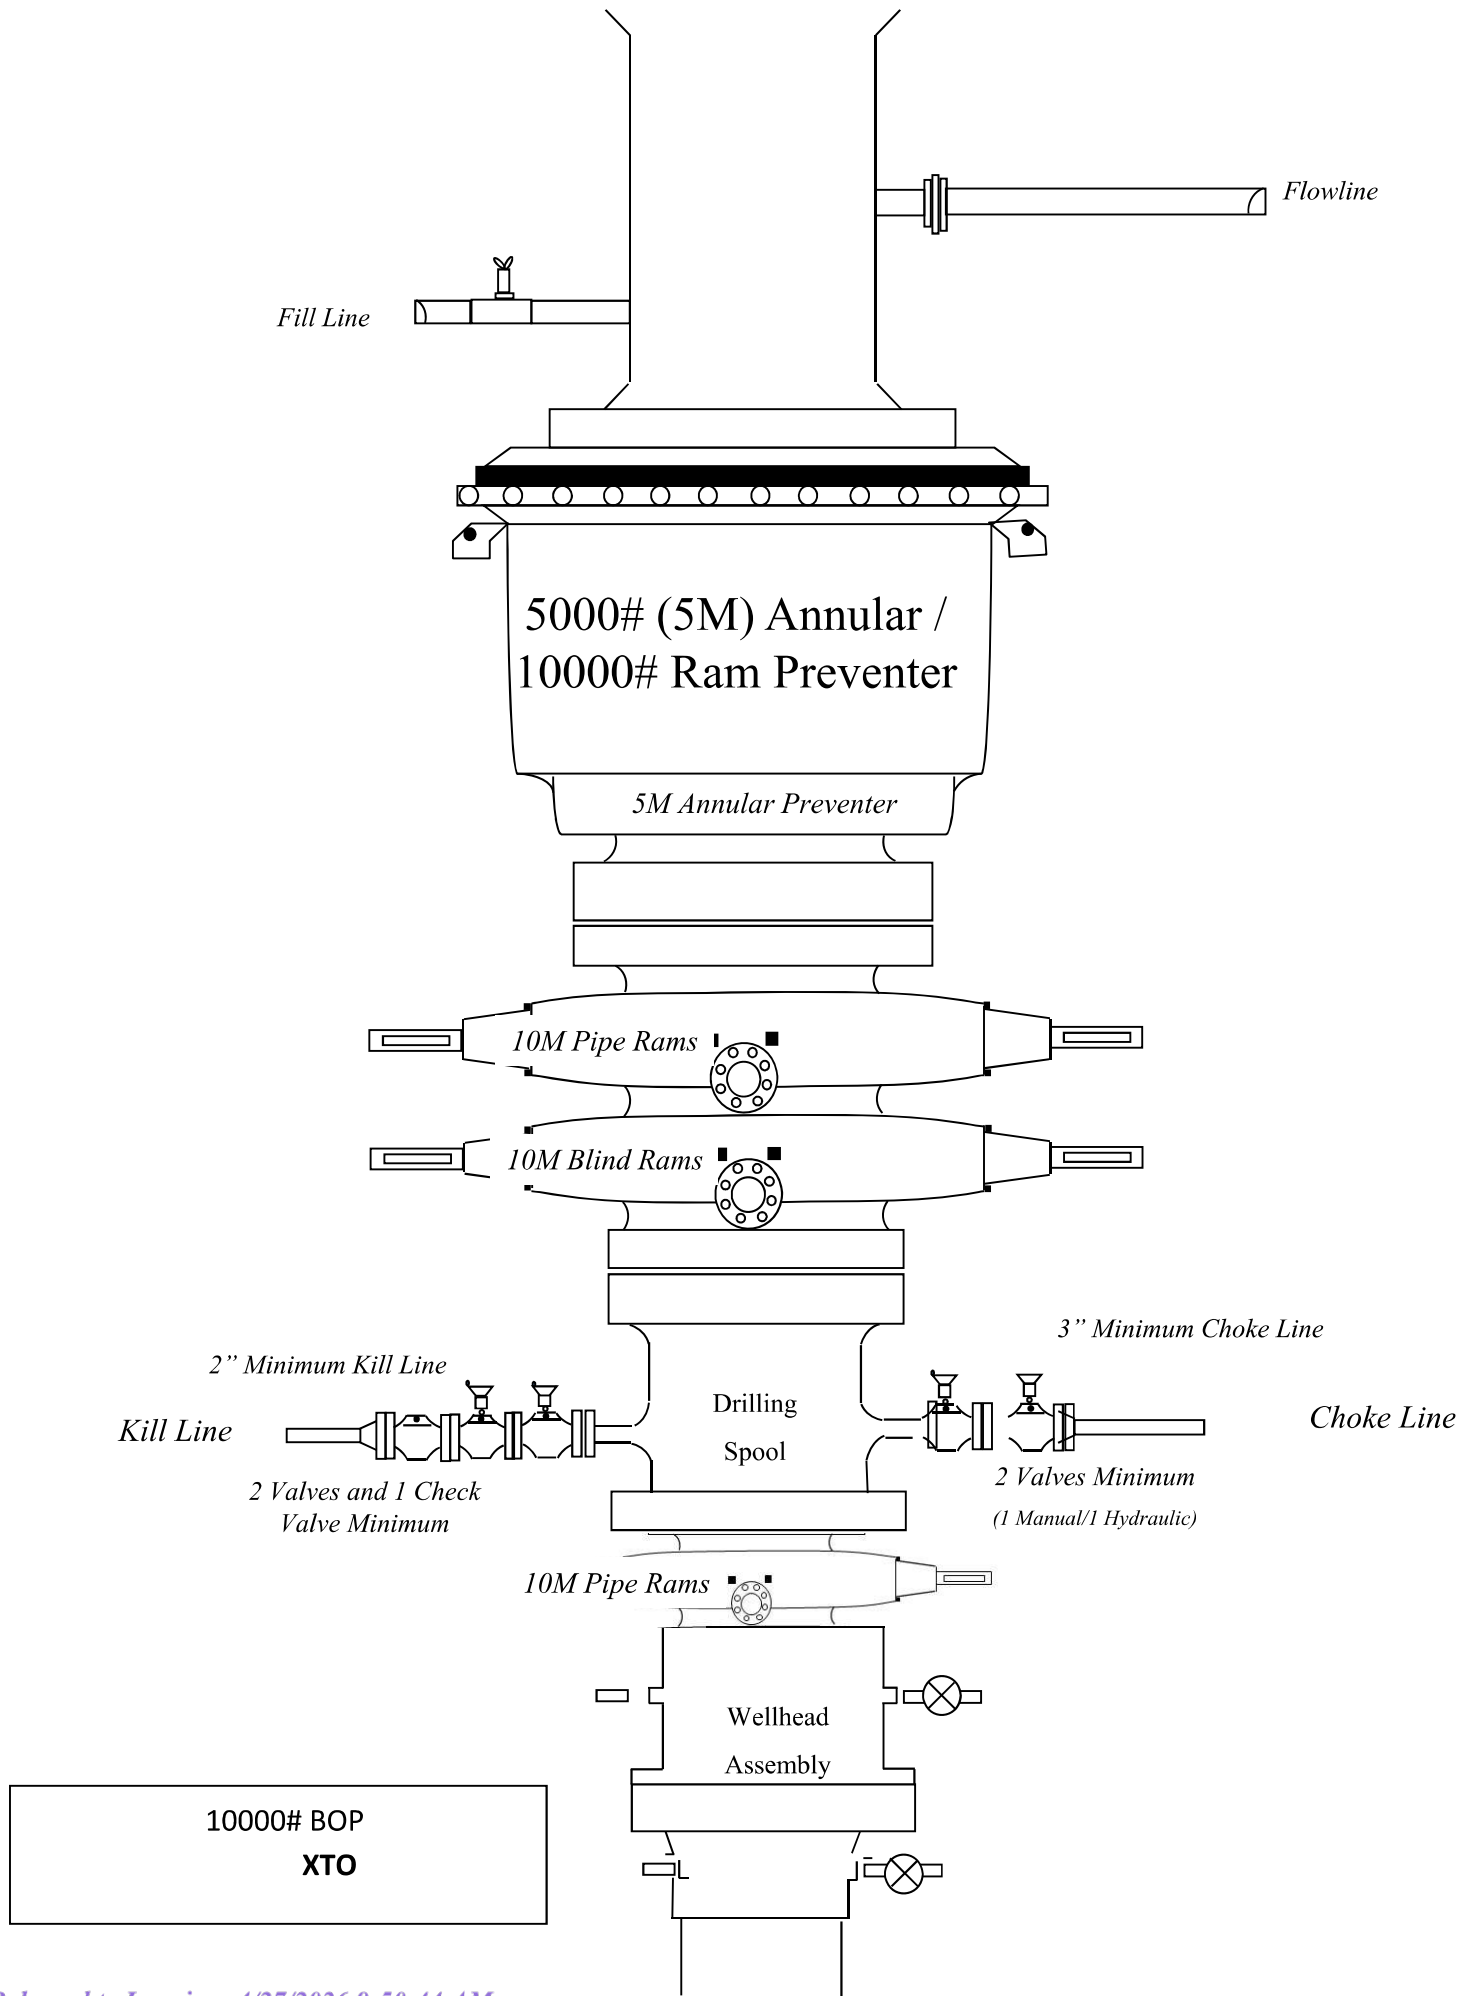 Flowline
Fill Line
5000# (5M) Annular /
10000# Ram Preventer
5M Annular Preventer
10M Pipe Rams
10M Blind Rams
3” Minimum Choke Line
2” Minimum Kill Line
Drilling
Spool
Kill Line
Choke Line
2 Valves and 1 Check
Valve Minimum
2 Valves Minimum
(1 Manual/1 Hydraulic)
10M Pipe Rams
Wellhead
Assembly
10000# BOP
XTO